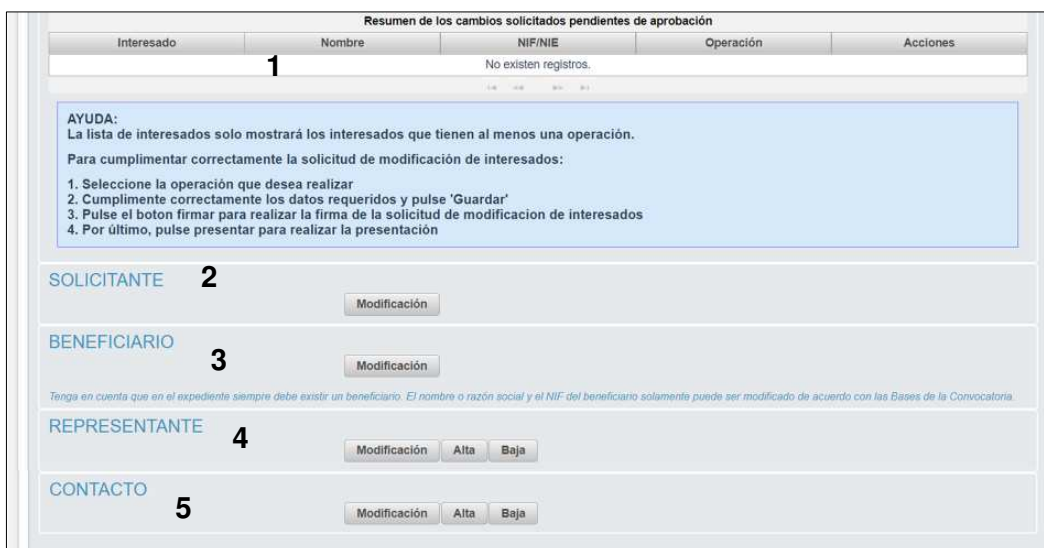 Resumen de los cambios solicitados pendientes de aprobación
Interesado Nombre NIF/NIE Operación Acciones
1
No existen registros.
AYUDA:
La lista de interesados solo mostrará los interesados que tienen al menos una operación.
Para cumplimentar correctamente la solicitud de modificación de interesados:
1. Seleccione la operación que desea realizar
2. Cumplimente correctamente los datos requeridos y pulse 'Guardar'
3. Pulse el boton firmar para realizar la firma de la solicitud de modificacion de interesados
4. Por último, pulse presentar para realizar la presentación
SOLICITANTE 2
Modificación
BENEFICIARIO
3
Modificación
Tenga en cuenta que en el expediente siempre debe existir un beneficiario. El nombre o razón social y el NIF del beneficiario solamente puede ser modificado de acuerdo con las Bases de la Convocatoria.
REPRESENTANTE
4
Modificación Alta Baja
CONTACTO
5
Modificación Alta Baja